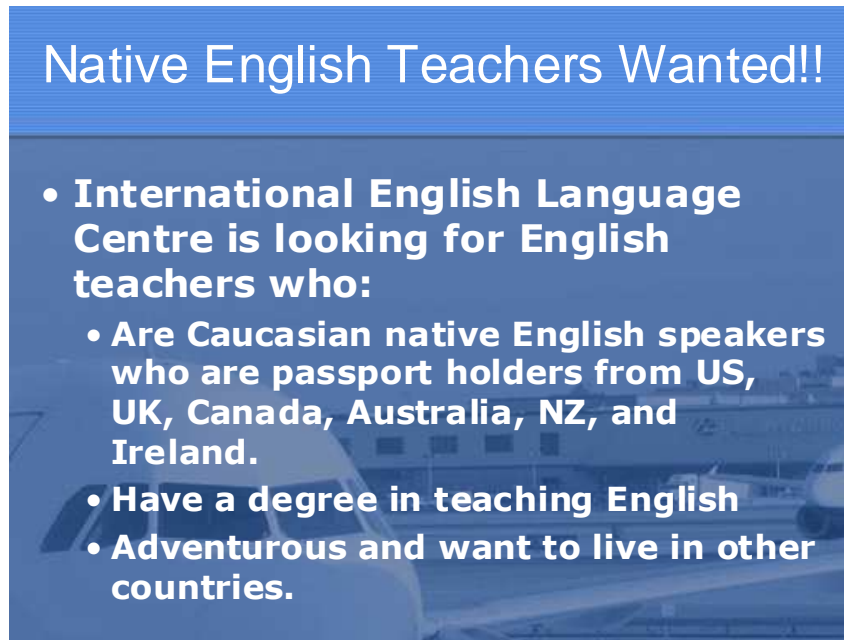 Native English Teachers Wanted!!
• International English Language
Centre is looking for English
teachers who:
• Are Caucasian native English speakers
who are passport holders from US,
UK, Canada, Australia, NZ, and
Ireland.
• Have a degree in teaching English
• Adventurous and want to live in other
countries.